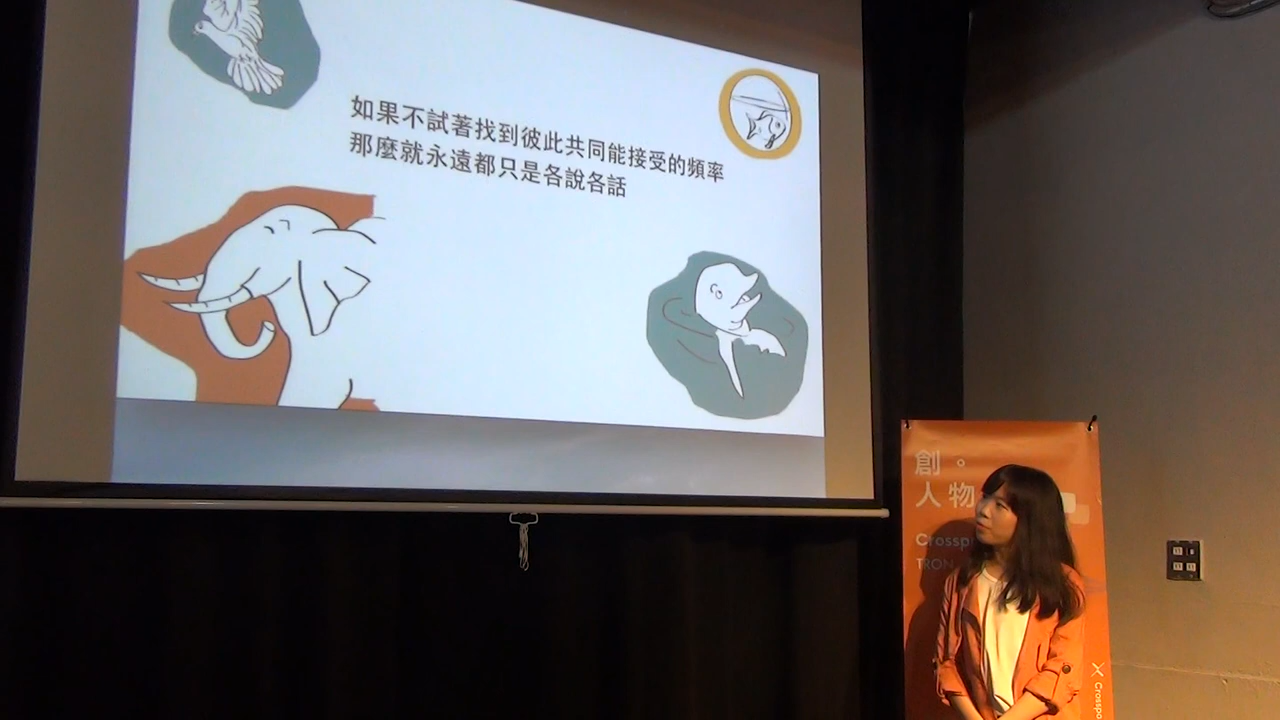 如果不試著找到彼此共同能接受的頻率
那麼就永遠都只是各說各話
創。
人物
Crossp
TRON
X Crosspo